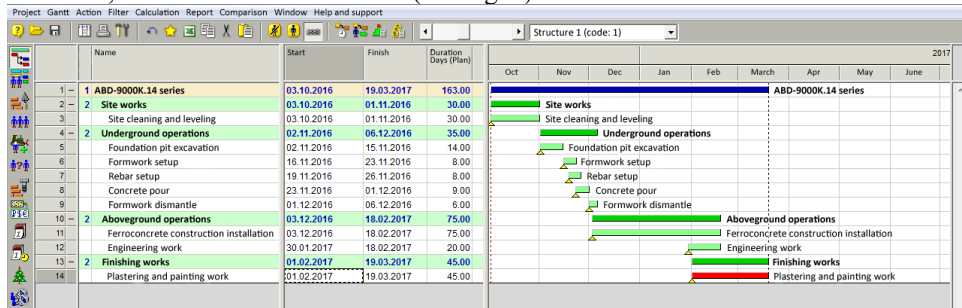 Project Gantt Action Filter Calculation Report Comparison Window Help and support
Structure 1 (code: 1)
Name Start Finish Duration Days (Plan)
2017
Oct Nov Dec Jan Feb March Apr May June
1 – 1 ABD-9000K.14 series 03.10.2016 19.03.2017 163.00 ABD-9000K.14 series
2 – 2 Site works 03.10.2016 01.11.2016 30.00 Site works
3 Site cleaning and leveling 03.10.2016 01.11.2016 30.00 Site cleaning and leveling
4 – 2 Underground operations 02.11.2016 06.12.2016 35.00 Underground operations
5 Foundation pit excavation 02.11.2016 15.11.2016 14.00 Foundation pit excavation
6 Formwork setup 16.11.2016 23.11.2016 8.00 Formwork setup
7 Rebar setup 19.11.2016 26.11.2016 8.00 Rebar setup
8 Concrete pour 23.11.2016 01.12.2016 9.00 Concrete pour
9 Formwork dismantle 01.12.2016 06.12.2016 6.00 Formwork dismantle
10 – 2 Aboveground operations 03.12.2016 18.02.2017 75.00 Aboveground operations
11 Ferroconcrete construction installation 03.12.2016 18.02.2017 75.00 Ferroconcrete construction installation
12 Engineering work 30.01.2017 18.02.2017 20.00 Engineering work
13 – 2 Finishing works 01.02.2017 19.03.2017 45.00 Finishing works
14 Plastering and painting work 01.02.2017 19.03.2017 45.00 Plastering and painting work